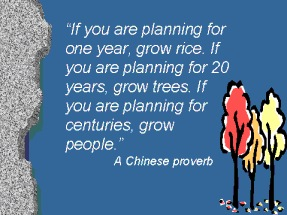 “If you are planning for
one year, grow rice. If
you are planning for 20
years, grow trees. If
you are planning for
centuries, grow
people.”
A Chinese proverb